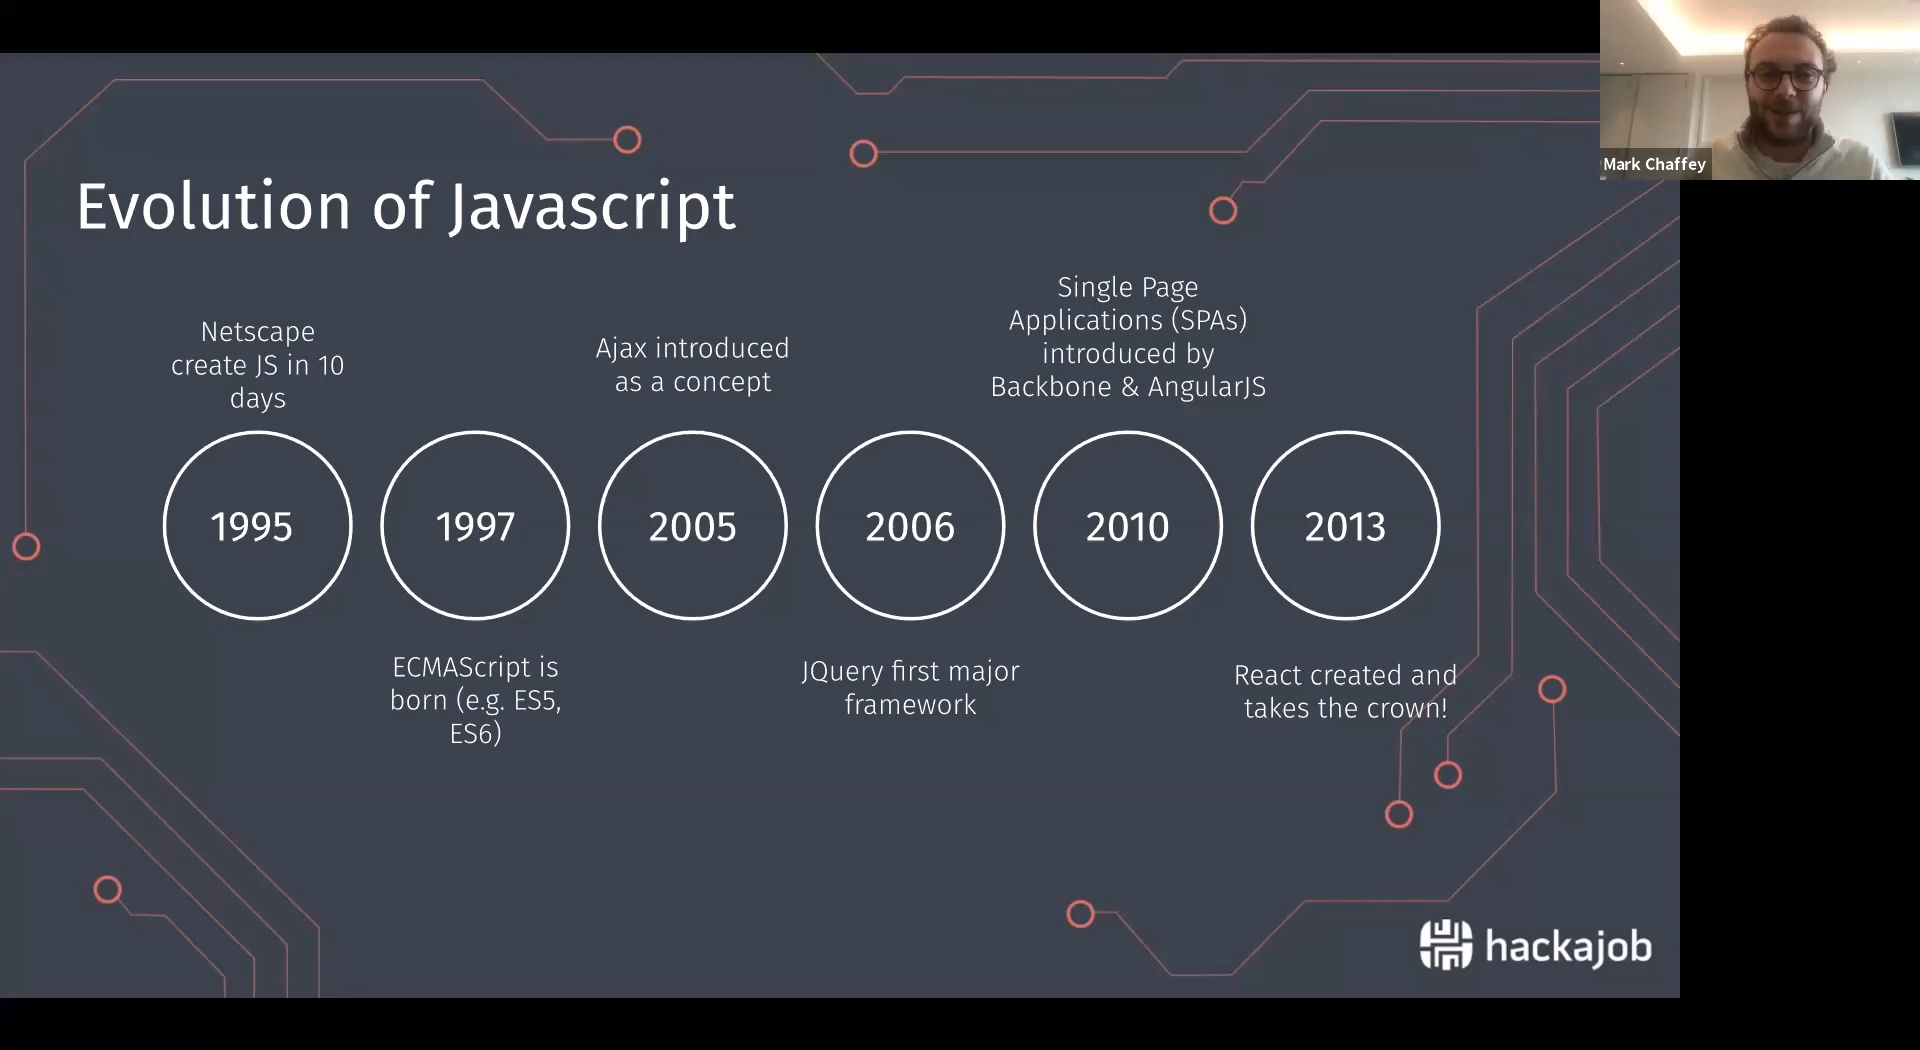 Mark Chaffey
Evolution of Javascript
Netscape
create JS in 10
days
Ajax introduced
as a concept
Single Page
Applications (SPAs)
introduced by
Backbone & AngularJS
1995
1997
2005
2006
2010
2013
ECMAScript is
born (e.g. ES5,
ES6)
JQuery first major
framework
React created and
takes the crown!
hackajob